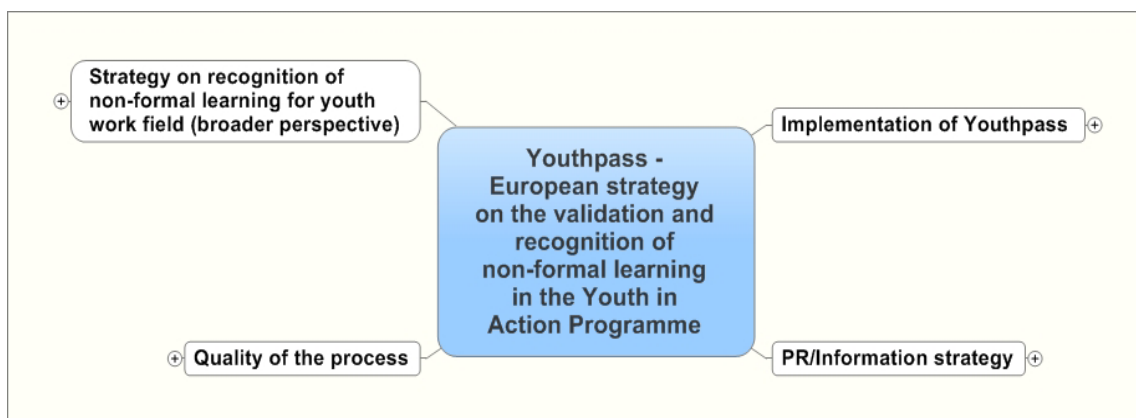 Strategy on recognition of
non-formal learning for youth
work field (broader perspective)
Implementation of Youthpass
Youthpass -
European strategy
on the validation and
recognition of
non-formal learning
in the Youth in
Action Programme
Quality of the process
PR/Information strategy